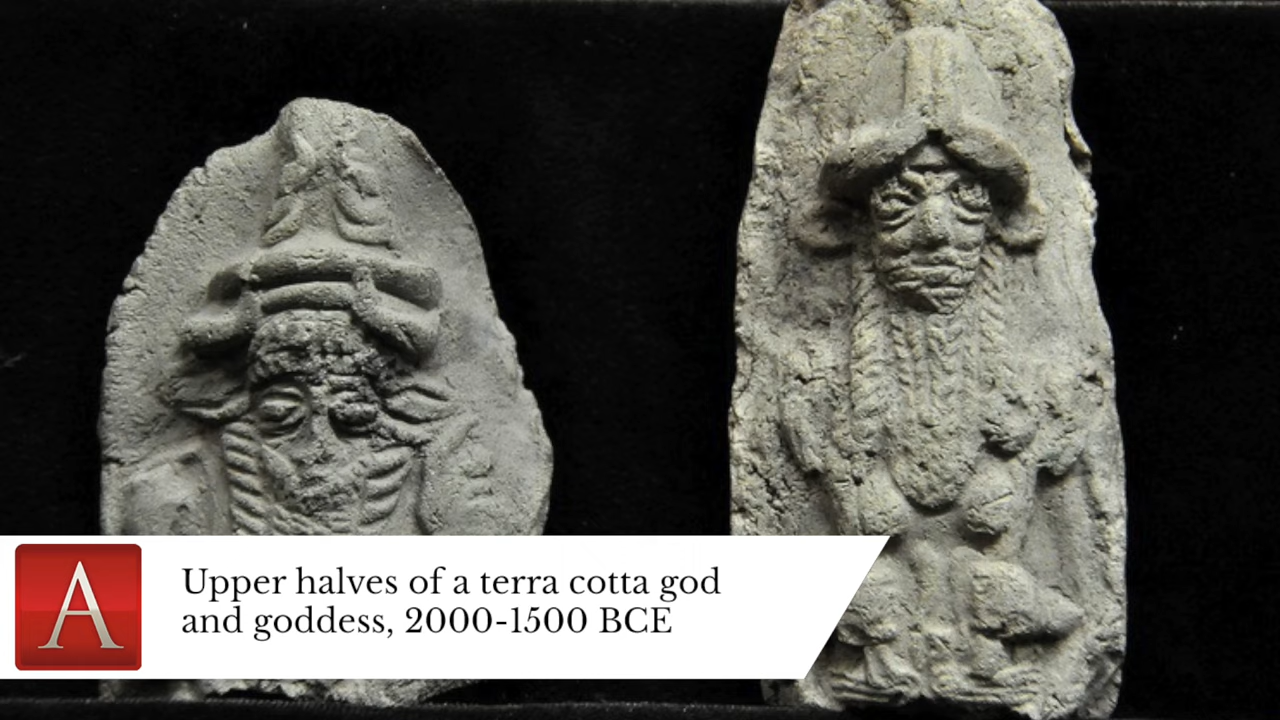 A
Upper halves of a terra cotta god
and goddess, 2000-1500 BCE